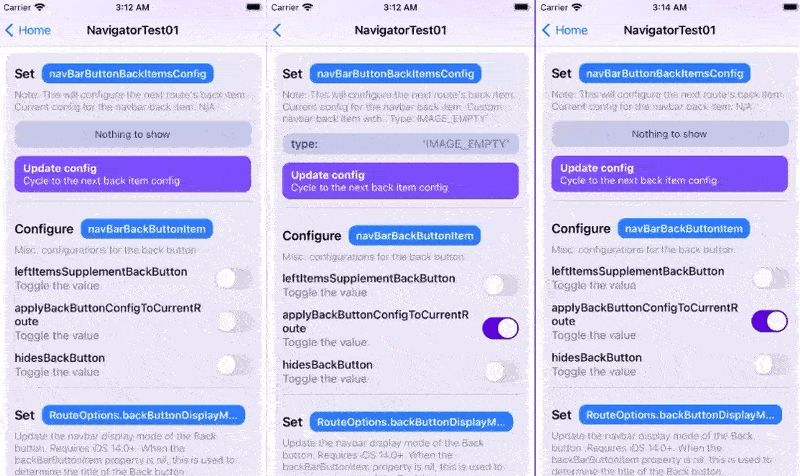 Carrier 3:12 AM
Home NavigatorTest01
Set navBarButtonBackItemsConfig
Note: This will configure the next route's back item.
Current config for the navbar back item: N/A
Nothing to show
Update config
Cycle to the next back item config
Configure navBarBackButtonItem
Misc. configurations for the back button
leftItemsSupplementBackButton
Toggle the value
applyBackButtonConfigToCurrentR
oute
Toggle the value
hidesBackButton
Toggle the value
Set RouteOptions.backButtonDisplayM...
Update the navbar display mode of the Back
button. Requires iOS 14.0+. When the
backBarButtonItem property is nil, this is used to
determine the title of the Back button.
Carrier 3:12 AM
NavigatorTest01
Set navBarButtonBackItemsConfig
Note: This will configure the next route's back item.
Current config for the navbar back item: Custom
navbar item with - Type: IMAGE_EMPTY
type: "IMAGE_EMPTY"
Update config
Cycle to the next back item config
Configure navBarBackButtonItem
Misc. configurations for the back button
leftItemsSupplementBackButton
Toggle the value
applyBackButtonConfigToCurrentR
oute
Toggle the value
hidesBackButton
Toggle the value
Set RouteOptions.backButtonDisplayM...
Update the navbar display mode of the Back
button. Requires iOS 14.0+. When the
backBarButtonItem property is nil, this is used to
Carrier 3:14 AM
Home NavigatorTest01
Set navBarButtonBackItemsConfig
Note: This will configure the next route's back item.
Current config for the navbar back item: N/A
Nothing to show
Update config
Cycle to the next back item config
Configure navBarBackButtonItem
Misc. configurations for the back button
leftItemsSupplementBackButton
Toggle the value
applyBackButtonConfigToCurrentR
oute
Toggle the value
hidesBackButton
Toggle the value
Set RouteOptions.backButtonDisplayM...
Update the navbar display mode of the Back
button. Requires iOS 14.0+. When the
backBarButtonItem property is nil, this is used to
determine the title of the Back button.